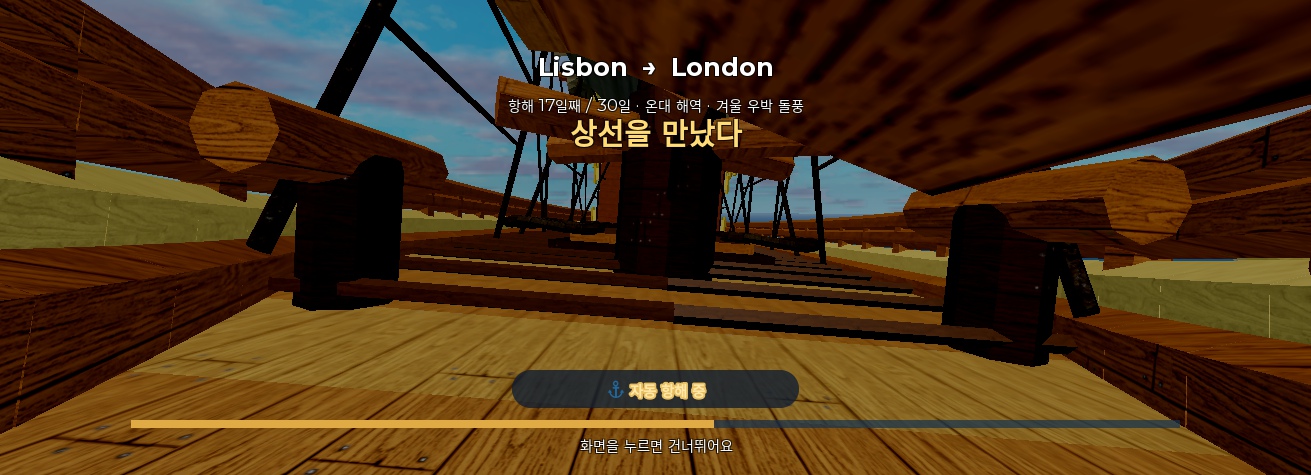 Lisbon → London
항해 17일째 / 30일 · 온대 해역 · 겨울 우박 돌풍
상선을 만났다
⚓ 자동 항해 중
화면을 누르면 건너뛰어요